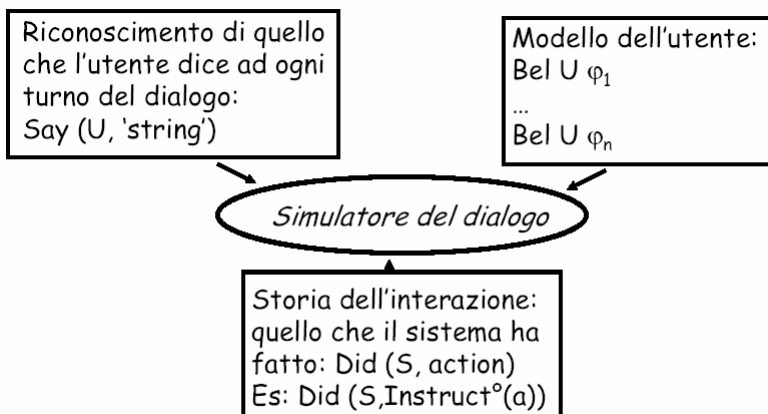 Riconoscimento di quello
che l'utente dice ad ogni
turno del dialogo:
Say (U, ‘string’)
Modello dell'utente:
Bel U φ1
...
Bel U φn
Simulatore del dialogo
Storia dell'interazione:
quello che il sistema ha
fatto: Did (S, action)
Es: Did (S,Instruct°(a))